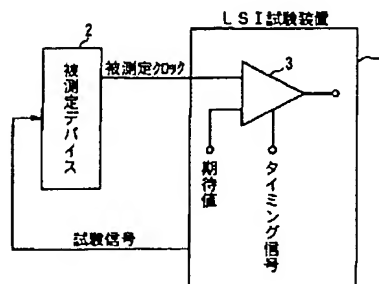 LSI試験装置
2
被測定デバイス
被測定クロック
3
期待値
タイミング信号
試験信号